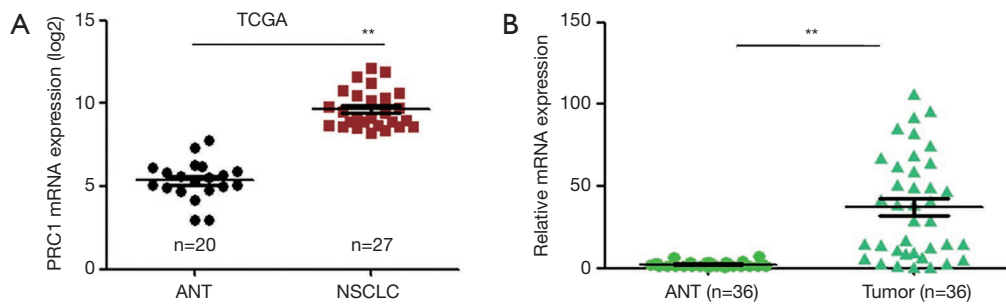 A
TCGA
**
PRC1 mRNA expression (log2)
15
10
5
0
n=20
n=27
ANT
NSCLC
B
**
Relative mRNA expression
150
100
50
0
ANT (n=36)
Tumor (n=36)